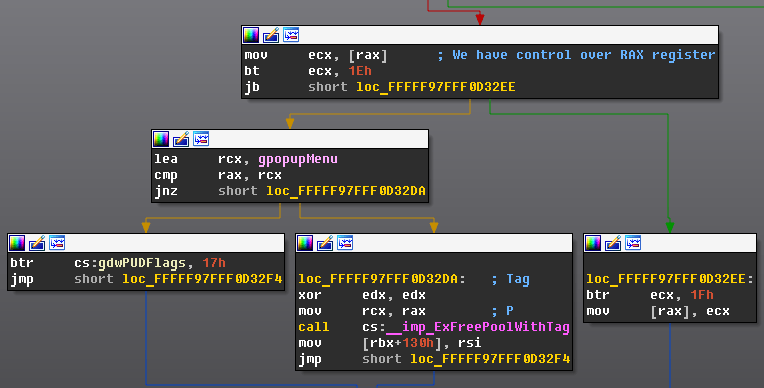 mov ecx, [rax] ; We have control over RAX register
bt ecx, 1Eh
jb short loc_FFFFF97FFF0D32EE
lea rcx, gpopupMenu
cmp rax, rcx
jnz short loc_FFFFF97FFF0D32DA
btr cs:gdwPUDFlags, 17h
jmp short loc_FFFFF97FFF0D32F4
loc_FFFFF97FFF0D32DA: ; Tag
xor edx, edx
mov rcx, rax ; P
call cs:__imp_ExFreePoolWithTag
mov [rbx+130h], rsi
jmp short loc_FFFFF97FFF0D32F4
loc_FFFFF97FFF0D32EE:
btr ecx, 1Fh
mov [rax], ecx